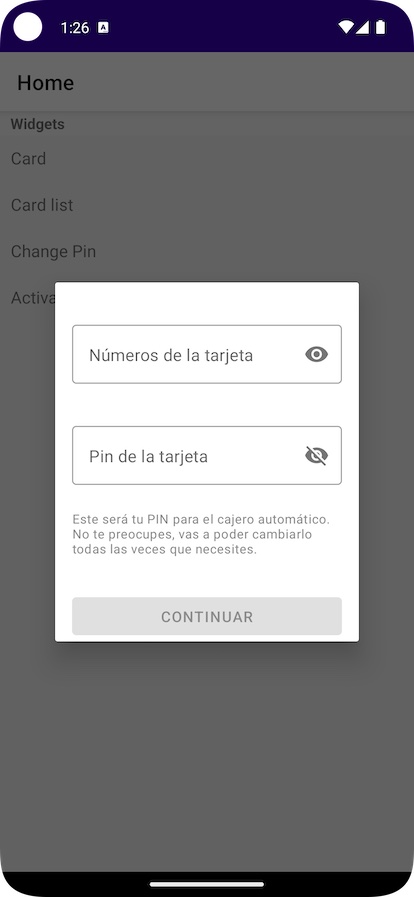 1:26 A
Home
Widgets
Card
Card list
Change Pin
Activa
Números de la tarjeta
Pin de la tarjeta
Este será tu PIN para el cajero automático.
No te preocupes, vas a poder cambiarlo
todas las veces que necesites.
CONTINUAR